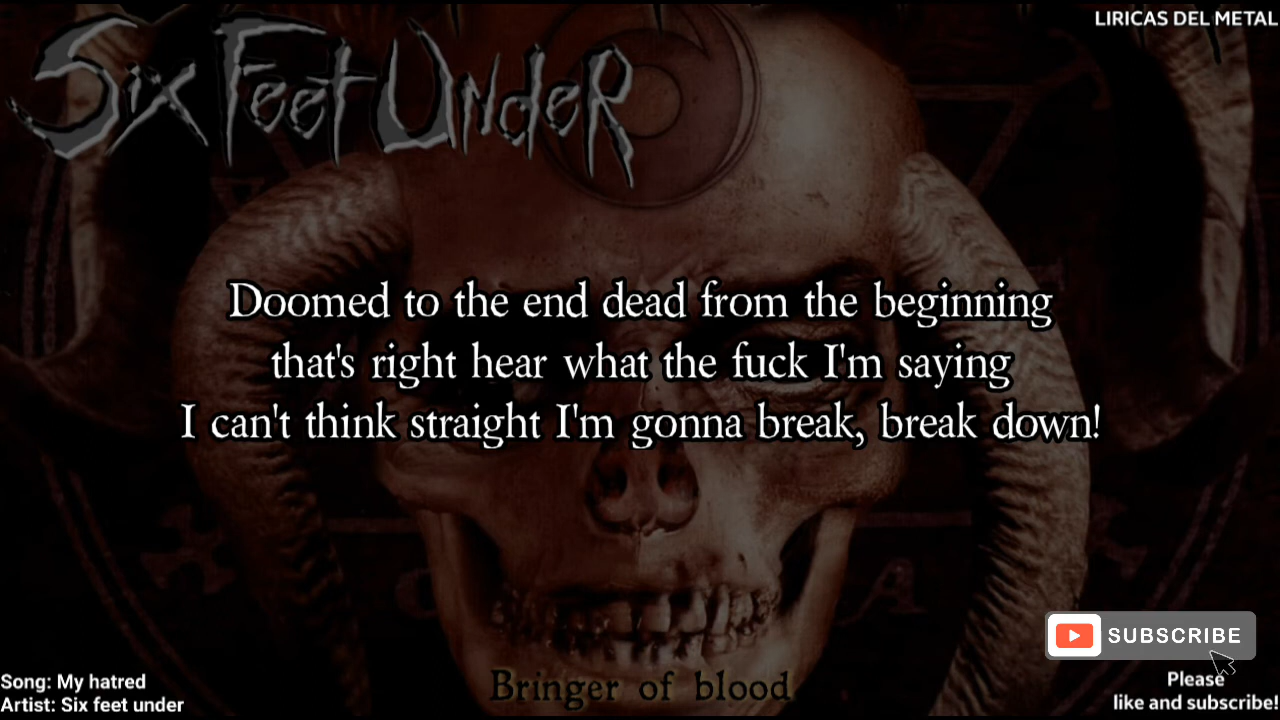 LIRICAS DEL METAL
Six Feet Under
Doomed to the end dead from the beginning
that's right hear what the fuck I'm saying
I can't think straight I'm gonna break, break down!
SUBSCRIBE
Bringer of blood
Song: My hatred
Artist: Six feet under
Please
like and subscribe!